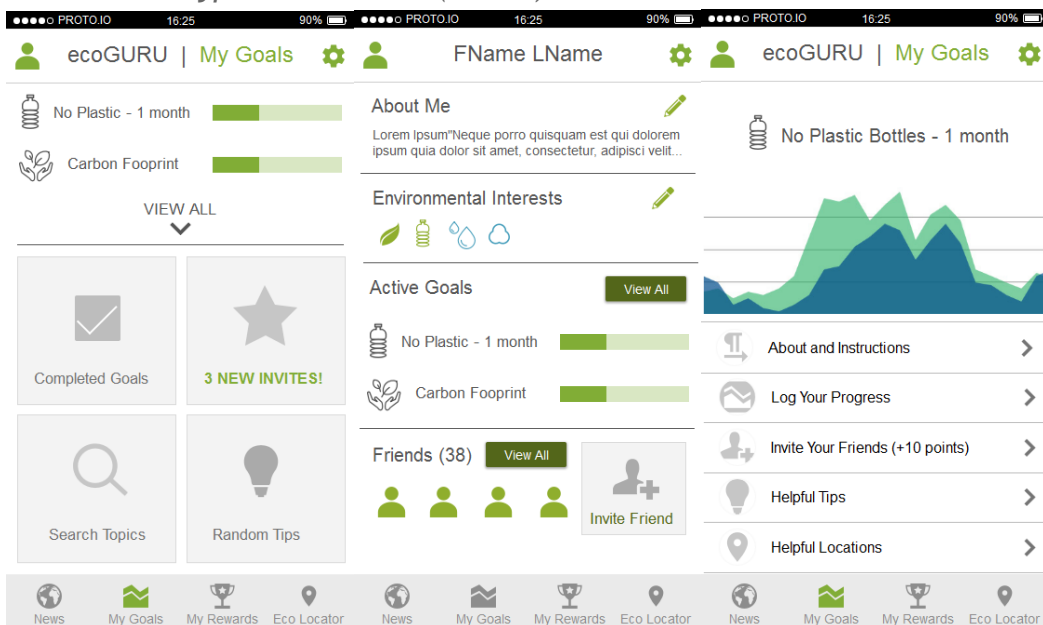 PROTO.IO 16:25 90%
ecoGURU | My Goals
No Plastic - 1 month
Carbon Fooprint
VIEW ALL
Completed Goals
3 NEW INVITES!
Search Topics
Random Tips
News My Goals My Rewards Eco Locator
PROTO.IO 16:25 90%
FName LName
About Me
Lorem Ipsum"Neque porro quisquam est qui dolorem
ipsum quia dolor sit amet, consectetur, adipisci velit...
Environmental Interests
Active Goals View All
No Plastic - 1 month
Carbon Fooprint
Friends (38) View All
Invite Friend
News My Goals My Rewards Eco Locator
PROTO.IO 16:25 90%
ecoGURU | My Goals
No Plastic Bottles - 1 month
About and Instructions
Log Your Progress
Invite Your Friends (+10 points)
Helpful Tips
Helpful Locations
News My Goals My Rewards Eco Locator